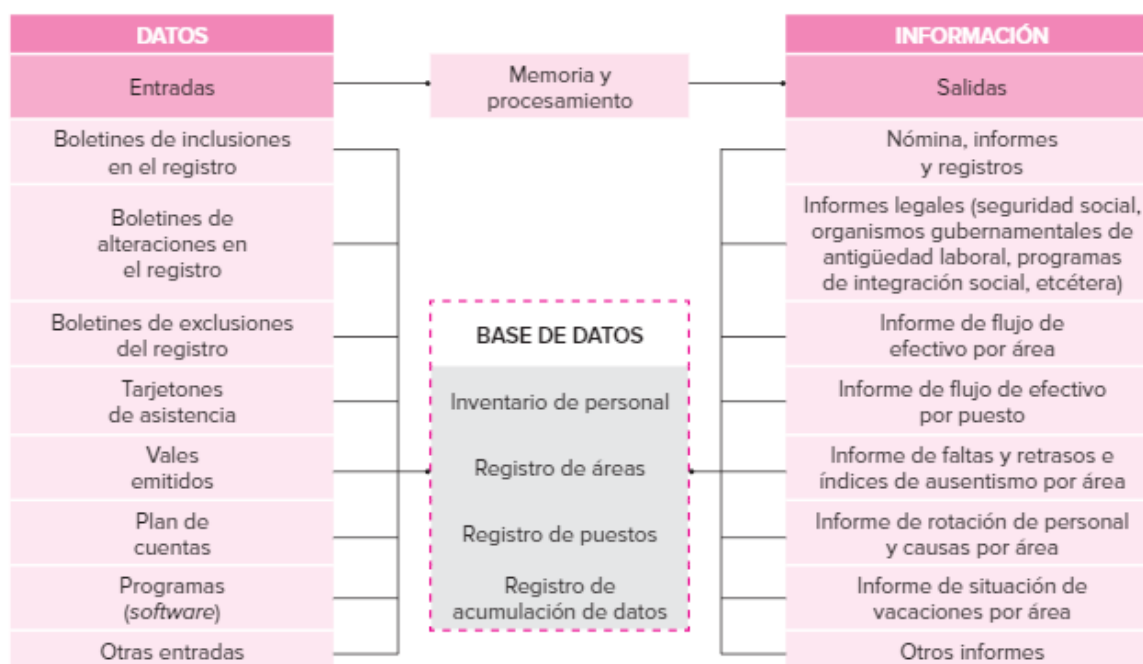 DATOS
Entradas
Boletines de inclusiones
en el registro
Boletines de
alteraciones en
el registro
Boletines de exclusiones
del registro
Tarjetones
de asistencia
Vales
emitidos
Plan de
cuentas
Programas
(software)
Otras entradas
Memoria y
procesamiento
BASE DE DATOS
Inventario de personal
Registro de áreas
Registro de puestos
Registro de
acumulación de datos
INFORMACIÓN
Salidas
Nómina, informes
y registros
Informes legales (seguridad social,
organismos gubernamentales de
antigüedad laboral, programas
de integración social, etcétera)
Informe de flujo de
efectivo por área
Informe de flujo de efectivo
por puesto
Informe de faltas y retrasos e
índices de ausentismo por área
Informe de rotación de personal
y causas por área
Informe de situación de
vacaciones por área
Otros informes